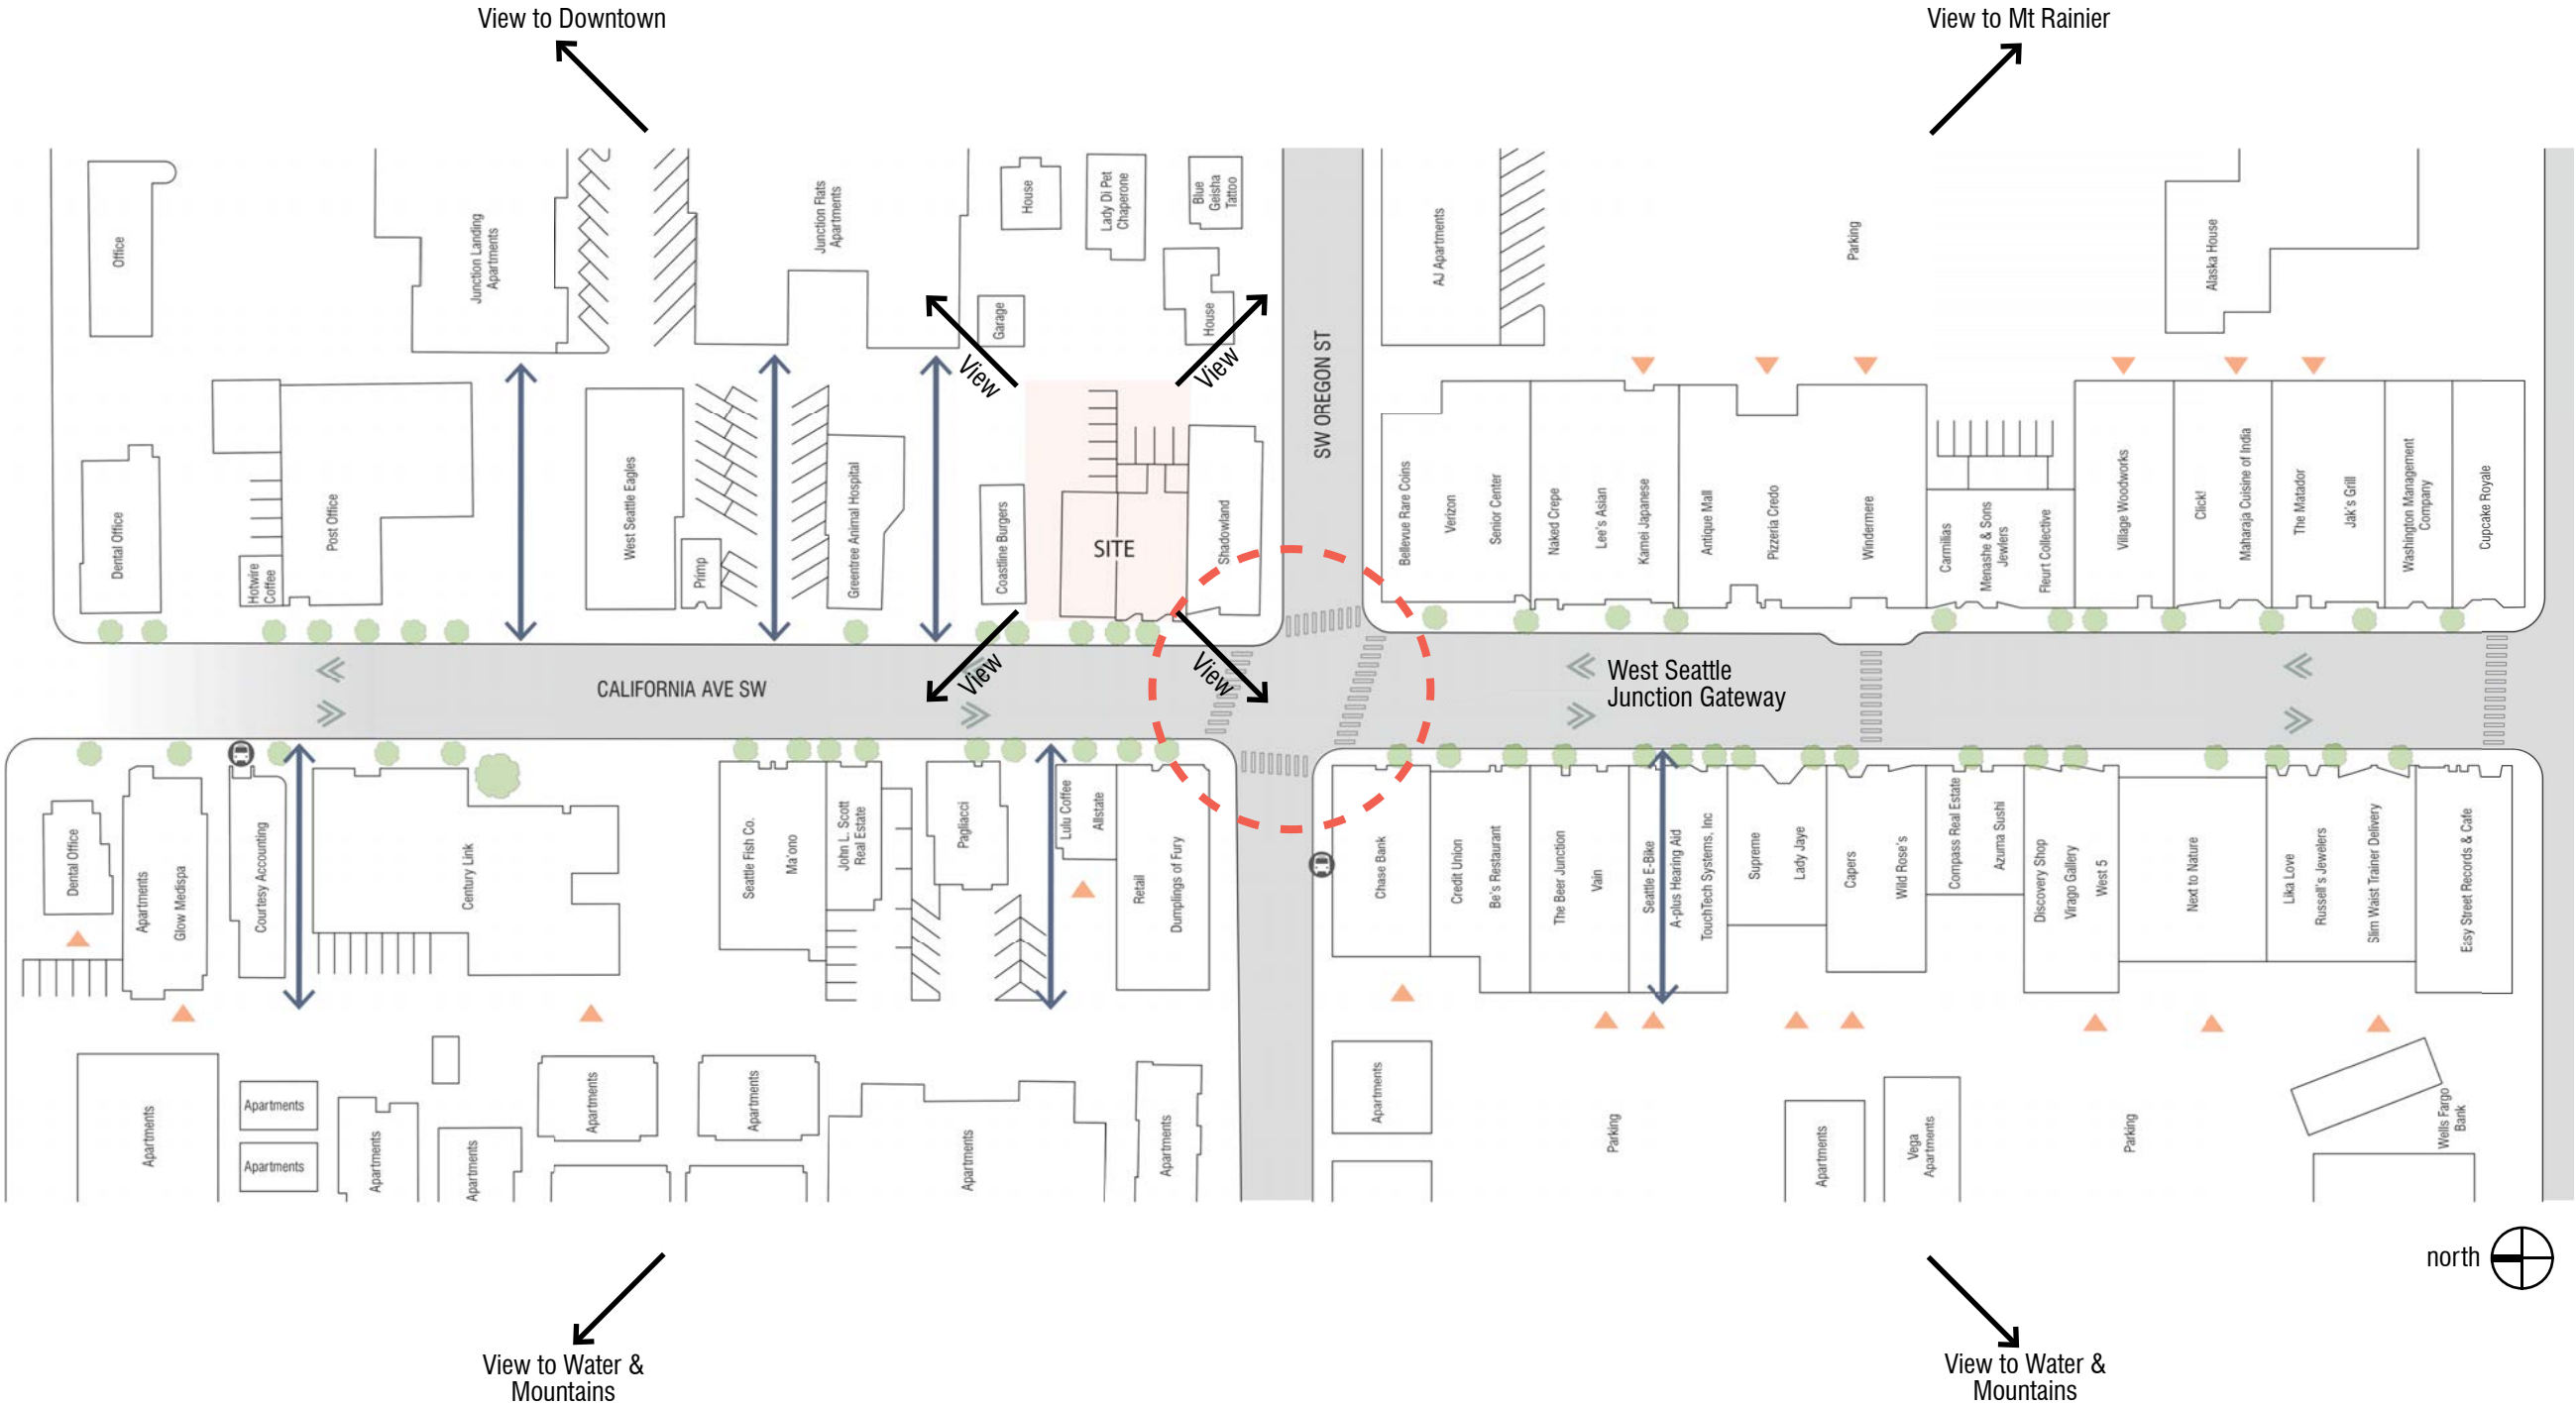 View to Downtown
View to Mt Rainier
Office
Junction Landing
Apartments
Junction Flats
Apartments
House
Lady Di Pet
Chaperone
Blue
Geisha
Tattoo
Garage
House
View
View
SW OREGON ST
AJ Apartments
Parking
Alaska House
Dental Office
Hotwire
Coffee
Post Office
West Seattle Eagles
Primp
Greentree Animal Hospital
Coastline Burgers
SITE
Shadowland
Bellevue Rare Coins
Verizon
Senior Center
Naked Crepe
Lee's Asian
Kamei Japanese
Antique Mall
Pizzeria Credo
Windermere
Carmilias
Menashe & Sons
Jewlers
Fleurt Collective
Village Woodworks
Click!
Maharaja Cuisine of India
The Matador
Jak's Grill
Washington Management
Company
Cupcake Royale
CALIFORNIA AVE SW
View
View
West Seattle
Junction Gateway
Dental Office
Apartments
Glow Medispa
Courtesy Accounting
Century Link
Seattle Fish Co.
Ma'ono
John L. Scott
Real Estate
Pagliacci
Lulu Coffee
Allstate
Retail
Dumplings of Fury
Chase Bank
Credit Union
Be's Restaurant
The Beer Junction
Vain
Seattle E-Bike
A-plus Hearing Aid
TouchTech Systems, Inc
Supreme
Lady Jaye
Capers
Wild Rose's
Compass Real Estate
Azuma Sushi
Discovery Shop
Virago Gallery
West 5
Next to Nature
Lika Love
Russell's Jewelers
Slim Waist Trainer Delivery
Easy Street Records & Cafe
Apartments
Apartments
Apartments
Apartments
Apartments
Apartments
Apartments
Apartments
Apartments
Apartments
Parking
Apartments
Vega
Apartments
Parking
Wells Fargo
Bank
north
View to Water &
Mountains
View to Water &
Mountains